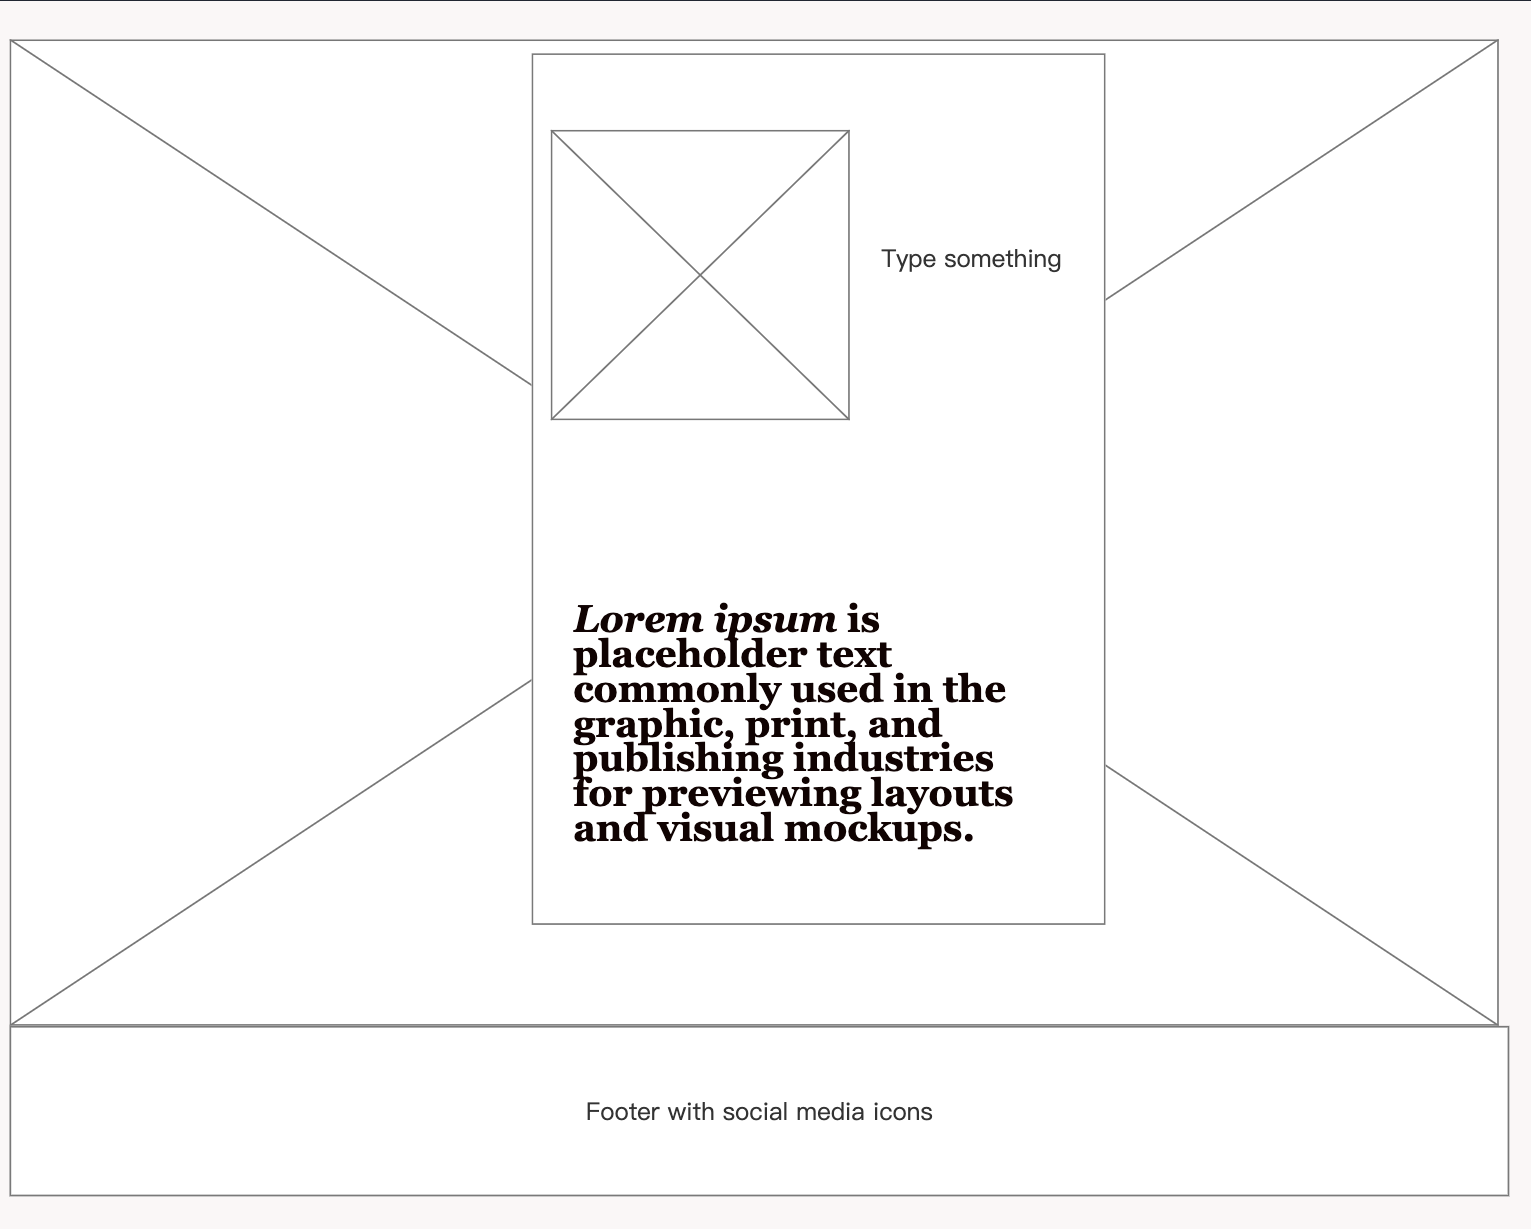 Type something
Lorem ipsum is
placeholder text
commonly used in the
graphic, print, and
publishing industries
for previewing layouts
and visual mockups.
Footer with social media icons